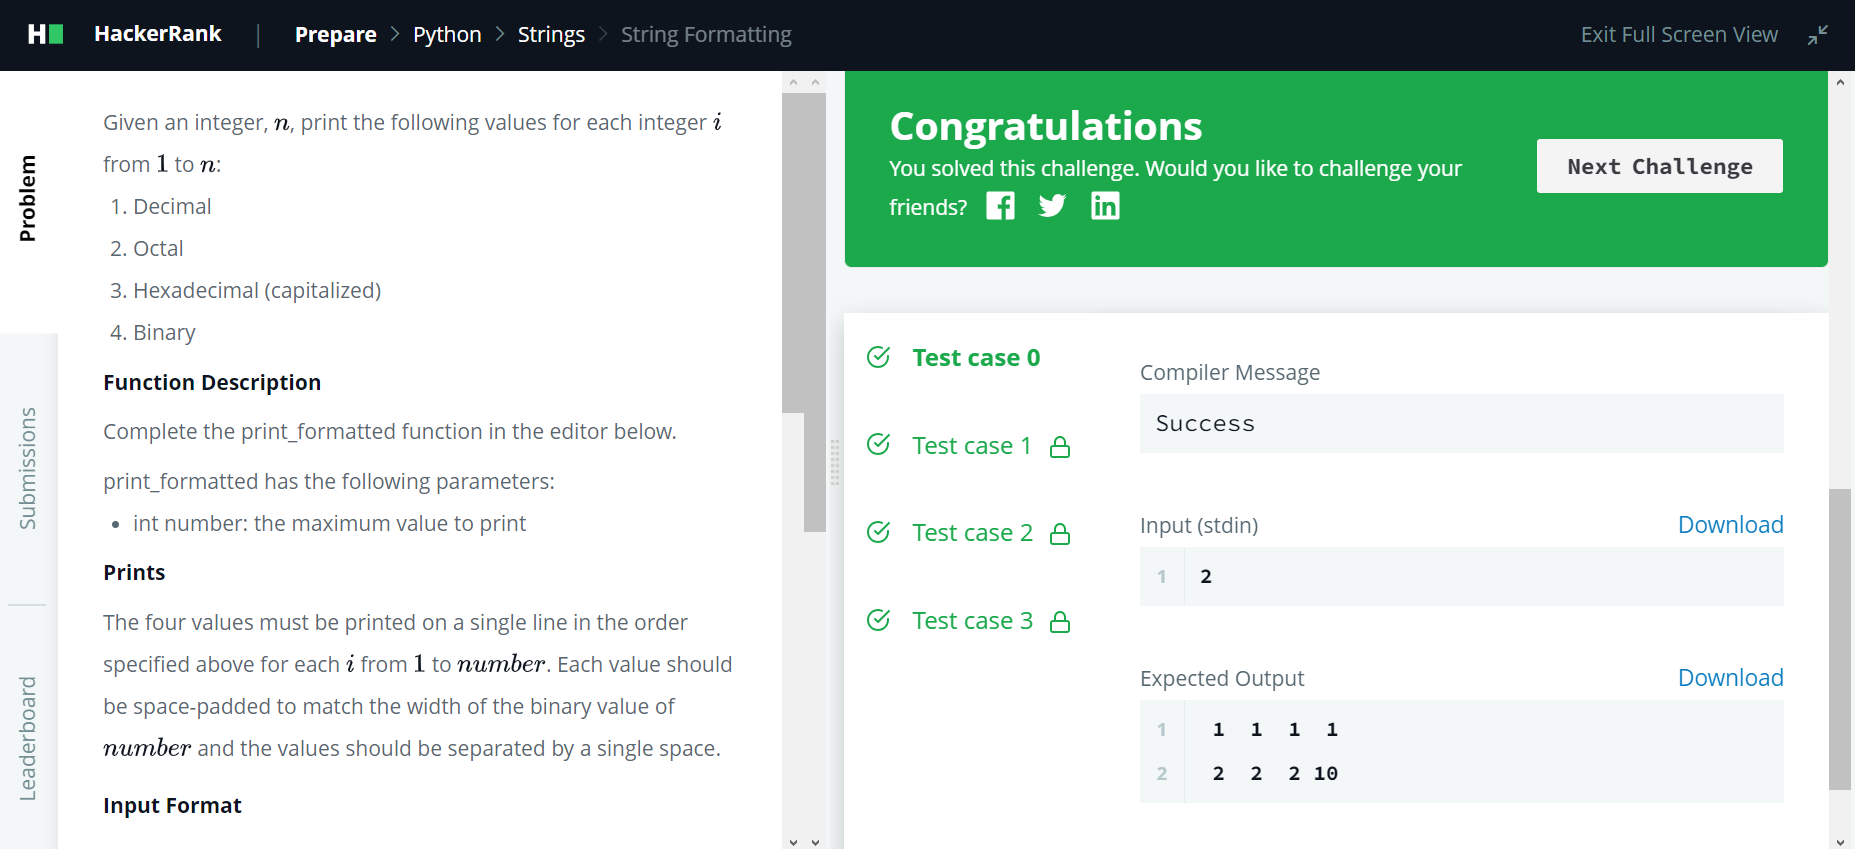 H HackerRank | Prepare > Python > Strings > String Formatting Exit Full Screen View
Problem
Submissions
Leaderboard
Given an integer, n, print the following values for each integer i
from 1 to n:
1. Decimal
2. Octal
3. Hexadecimal (capitalized)
4. Binary
Function Description
Complete the print_formatted function in the editor below.
print_formatted has the following parameters:
• int number: the maximum value to print
Prints
The four values must be printed on a single line in the order
specified above for each i from 1 to number. Each value should
be space-padded to match the width of the binary value of
number and the values should be separated by a single space.
Input Format
Congratulations
You solved this challenge. Would you like to challenge your
friends?
Next Challenge
Test case 0
Test case 1
Test case 2
Test case 3
Compiler Message
Success
Input (stdin) Download
1 2
Expected Output Download
1 1 1 1 1
2 2 2 2 10